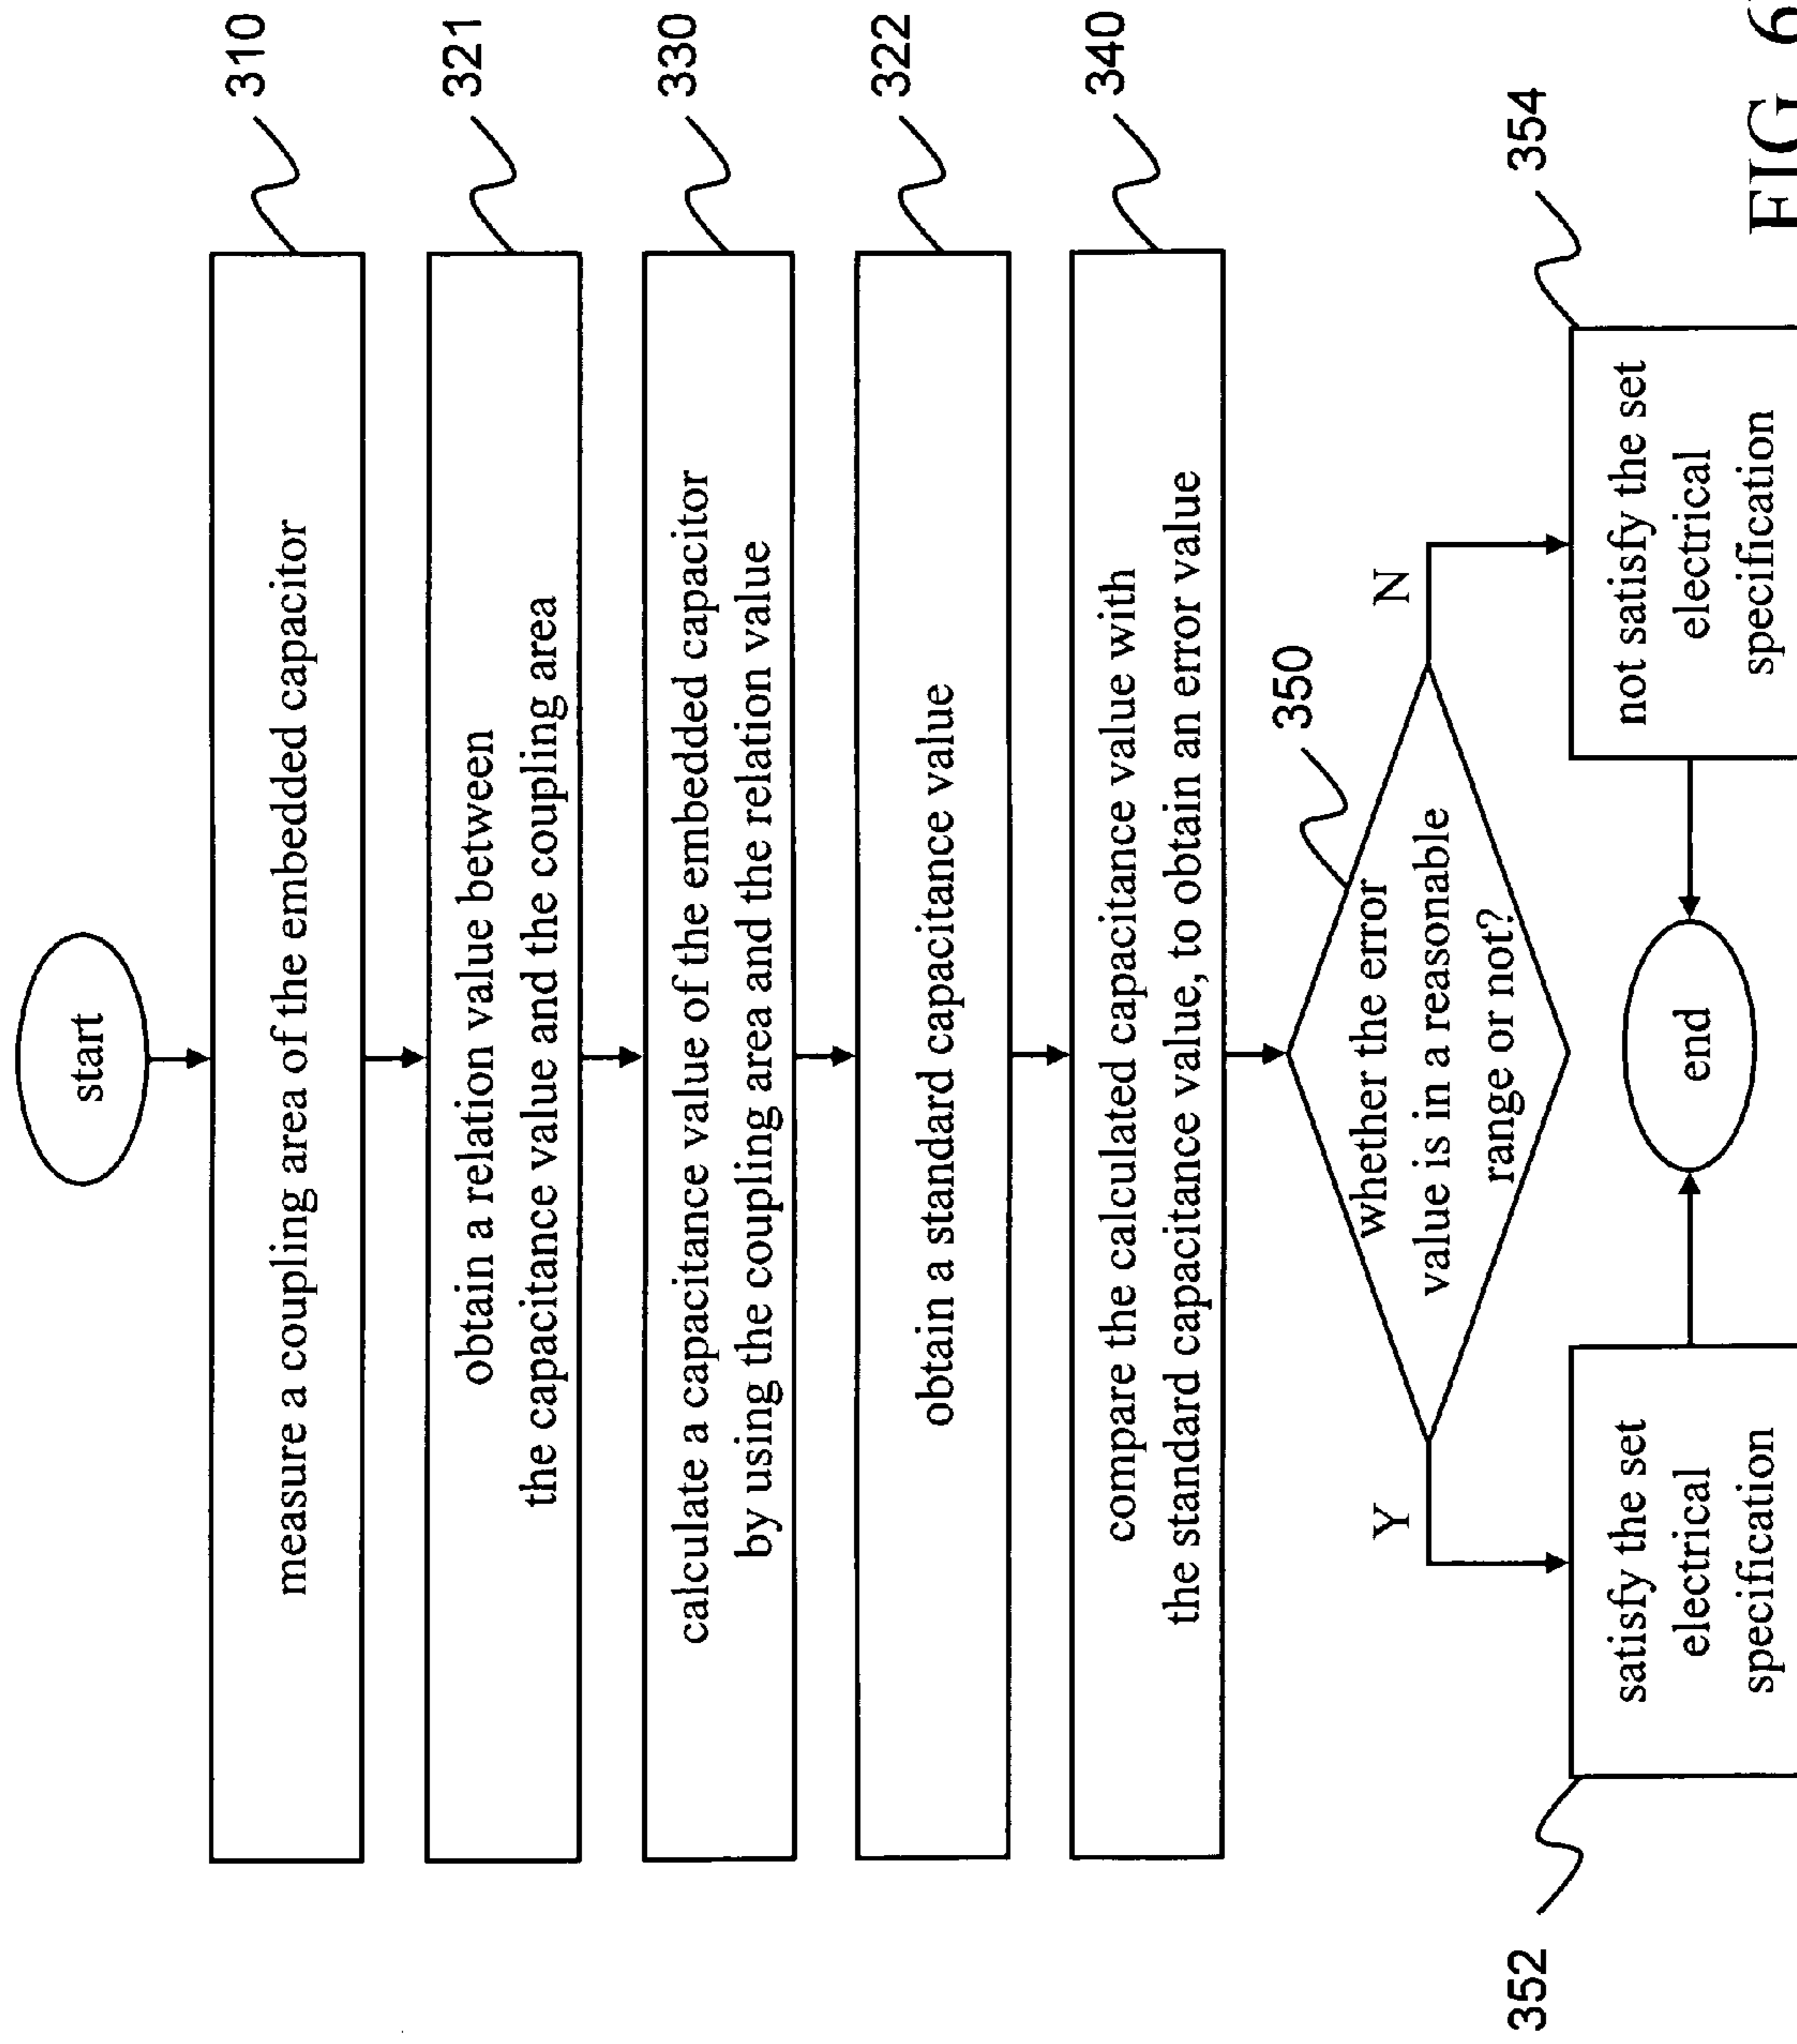 start
310
measure a coupling area of the embedded capacitor
321
obtain a relation value between
the capacitance value and the coupling area
330
calculate a capacitance value of the embedded capacitor
by using the coupling area and the relation value
322
obtain a standard capacitance value
340
compare the calculated capacitance value with
the standard capacitance value, to obtain an error value
350
whether the error
value is in a reasonable
range or not?
Y
N
352
satisfy the set
electrical
specification
end
354
not satisfy the set
electrical
specification
FIG. 6